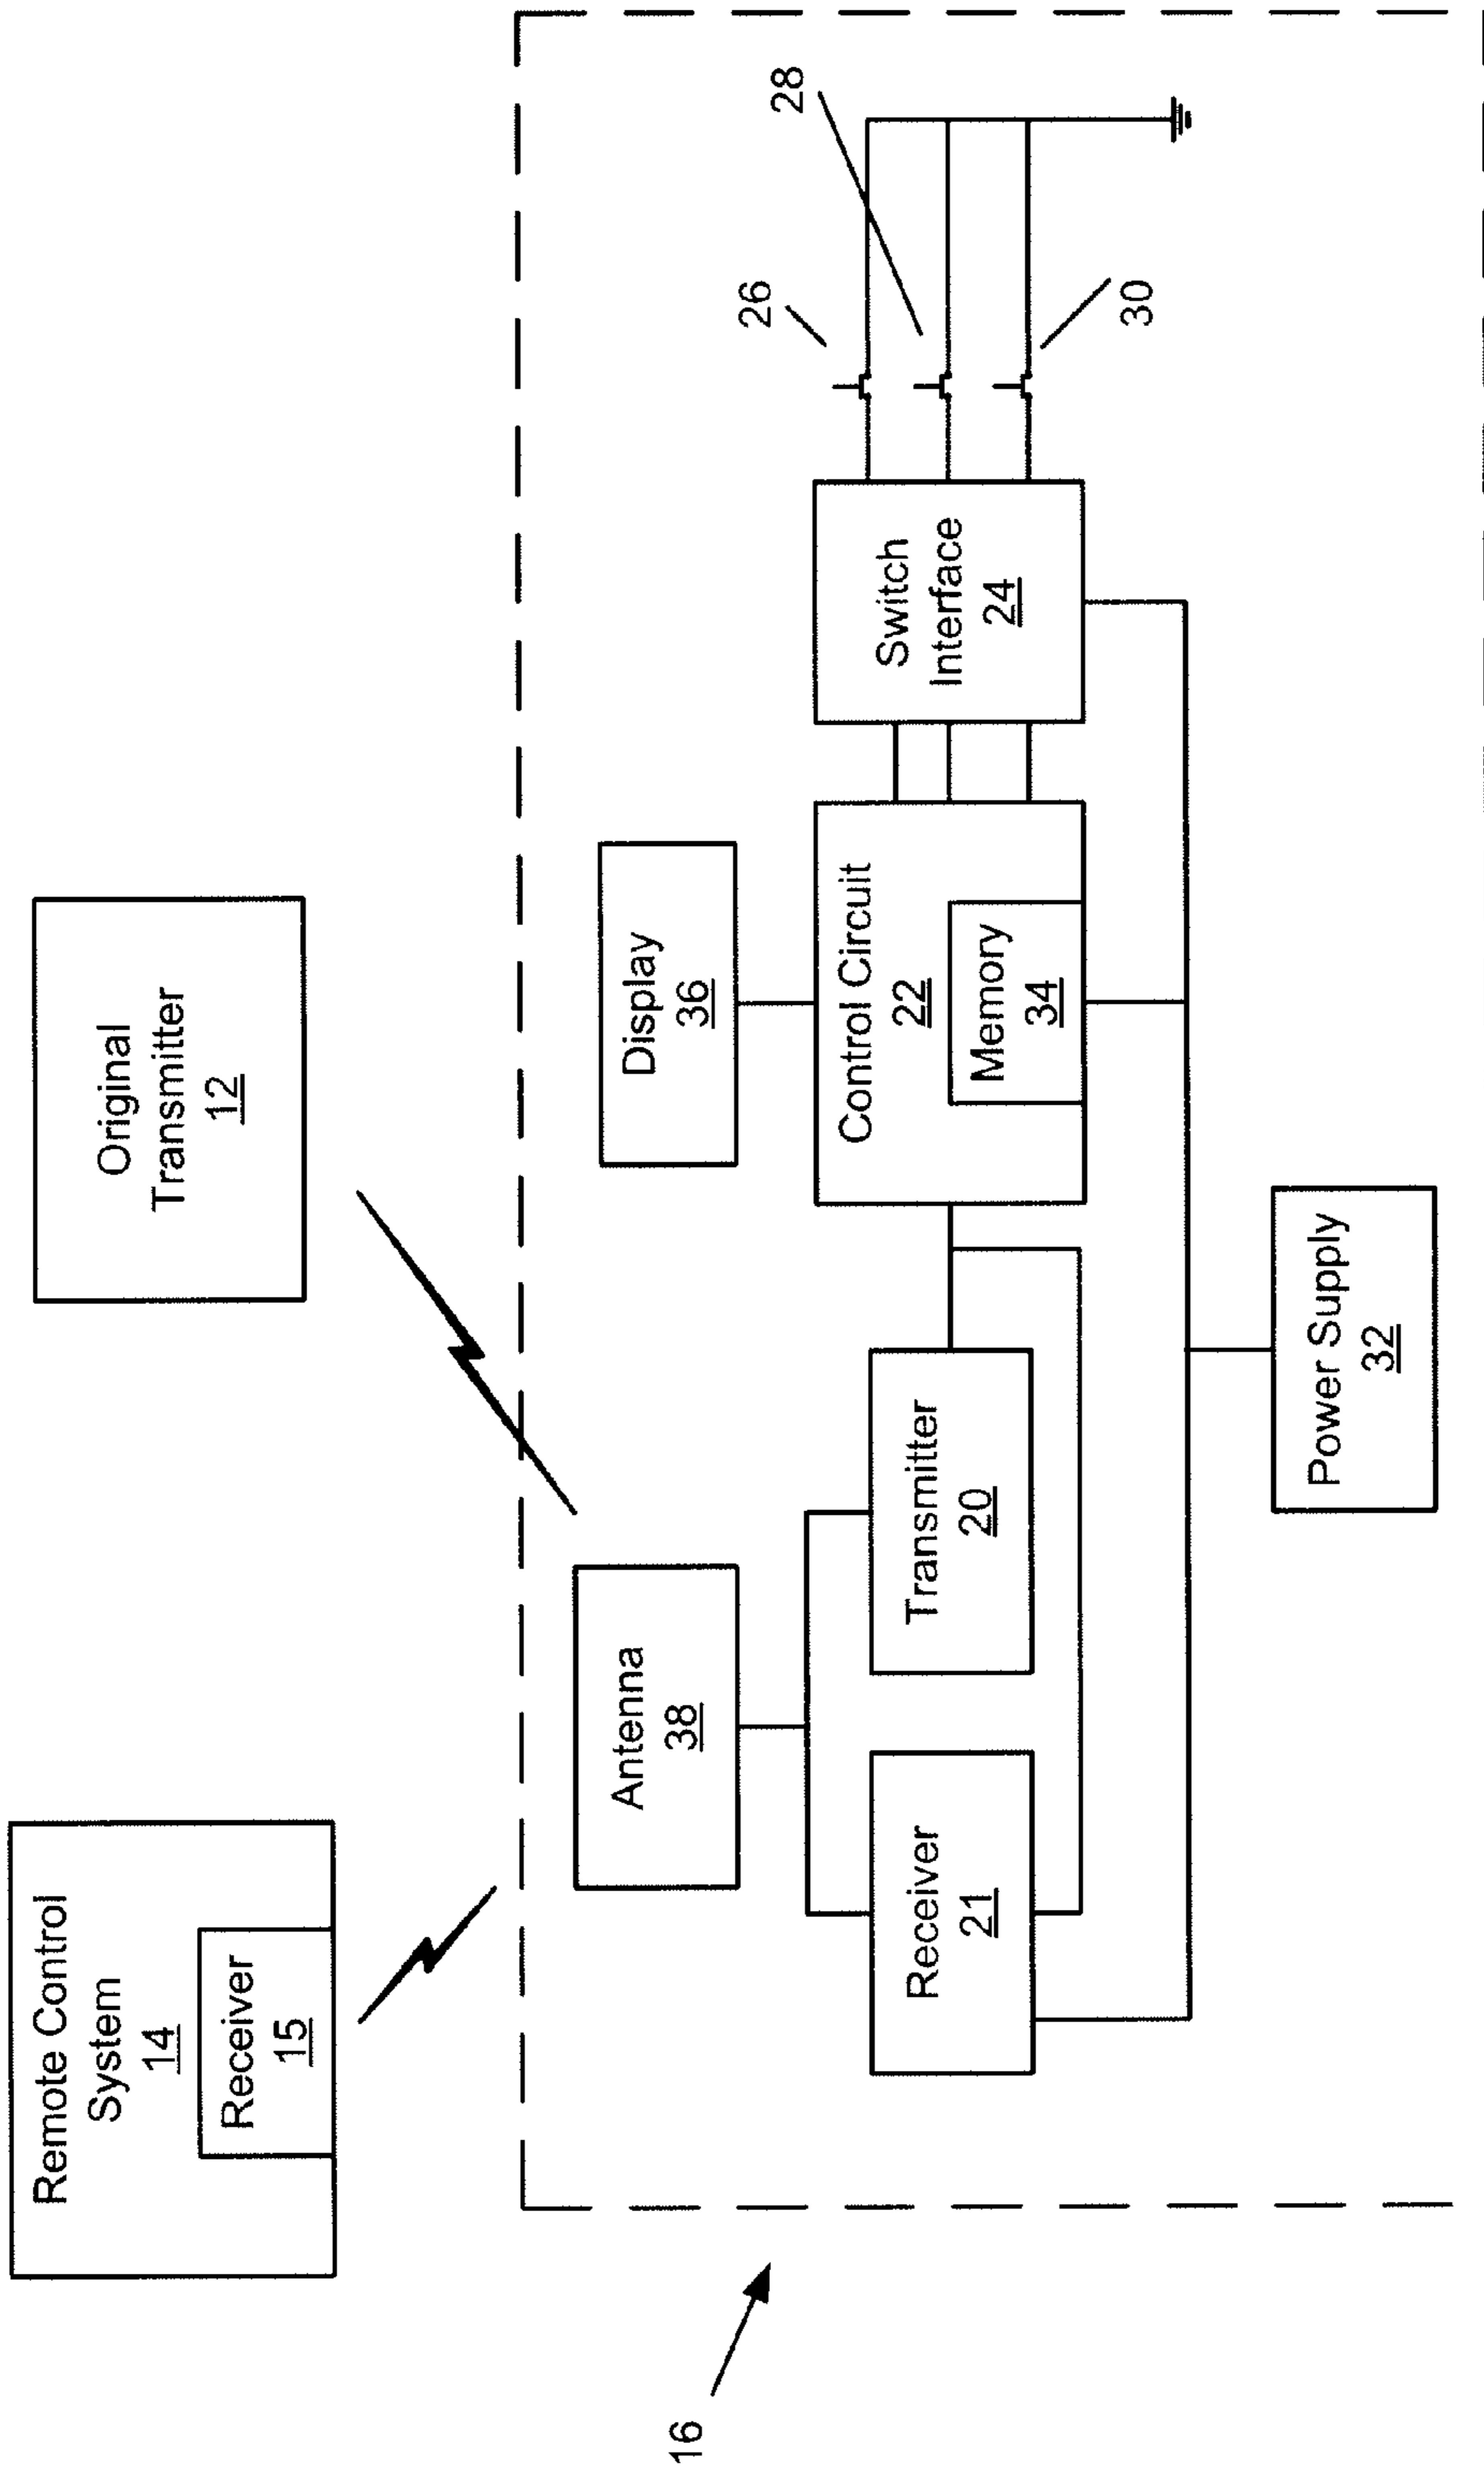 Remote Control
System
14
Receiver
15
Original
Transmitter
12
16
Antenna
38
Display
36
Receiver
21
Transmitter
20
Control Circuit
22
Memory
34
Switch
Interface
24
26
28
30
Power Supply
32